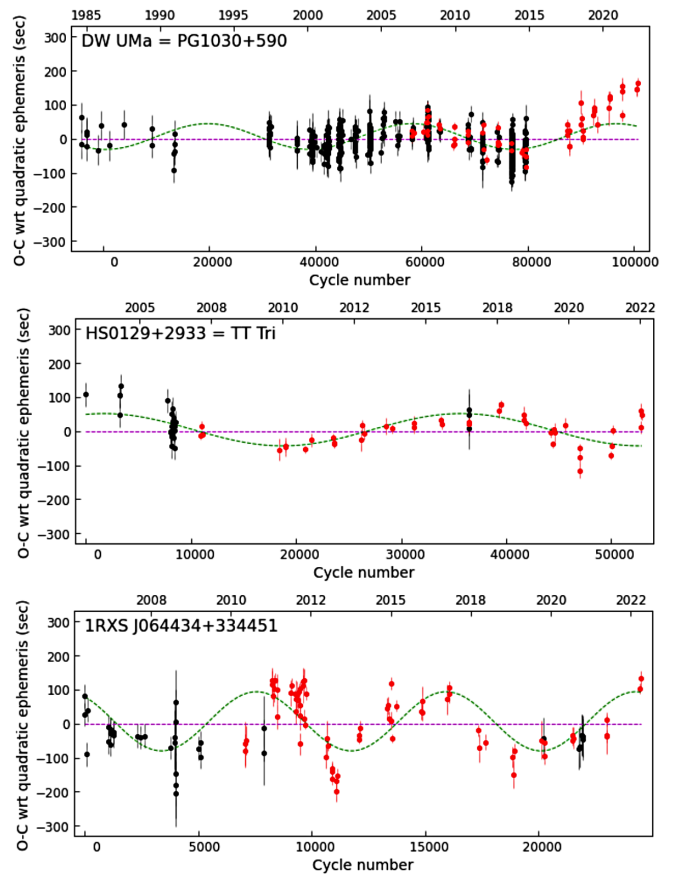 1985 1990 1995 2000 2005 2010 2015 2020
DW UMa = PG1030+590
O-C wrt quadratic ephemeris (sec)
300
200
100
0
−100
−200
−300
0 20000 40000 60000 80000 100000
Cycle number
2005 2008 2010 2012 2015 2018 2020 2022
HS0129+2933 = TT Tri
O-C wrt quadratic ephemeris (sec)
300
200
100
0
−100
−200
−300
0 10000 20000 30000 40000 50000
Cycle number
2008 2010 2012 2015 2018 2020 2022
1RXS J064434+334451
O-C wrt quadratic ephemeris (sec)
300
200
100
0
−100
−200
−300
0 5000 10000 15000 20000
Cycle number